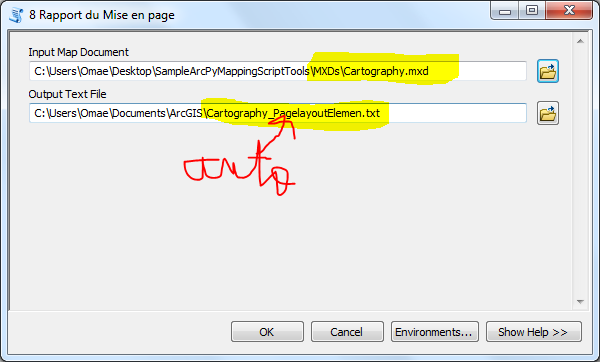 8 Rapport du Mise en page
Input Map Document
C:\Users\Omae\Desktop\SampleArcPyMappingScriptTools\MXDs\Cartography.mxd
Output Text File
C:\Users\Omae\Documents\ArcGIS\Cartography_PagelayoutElemen.txt
auto
OK Cancel Environments... Show Help >>